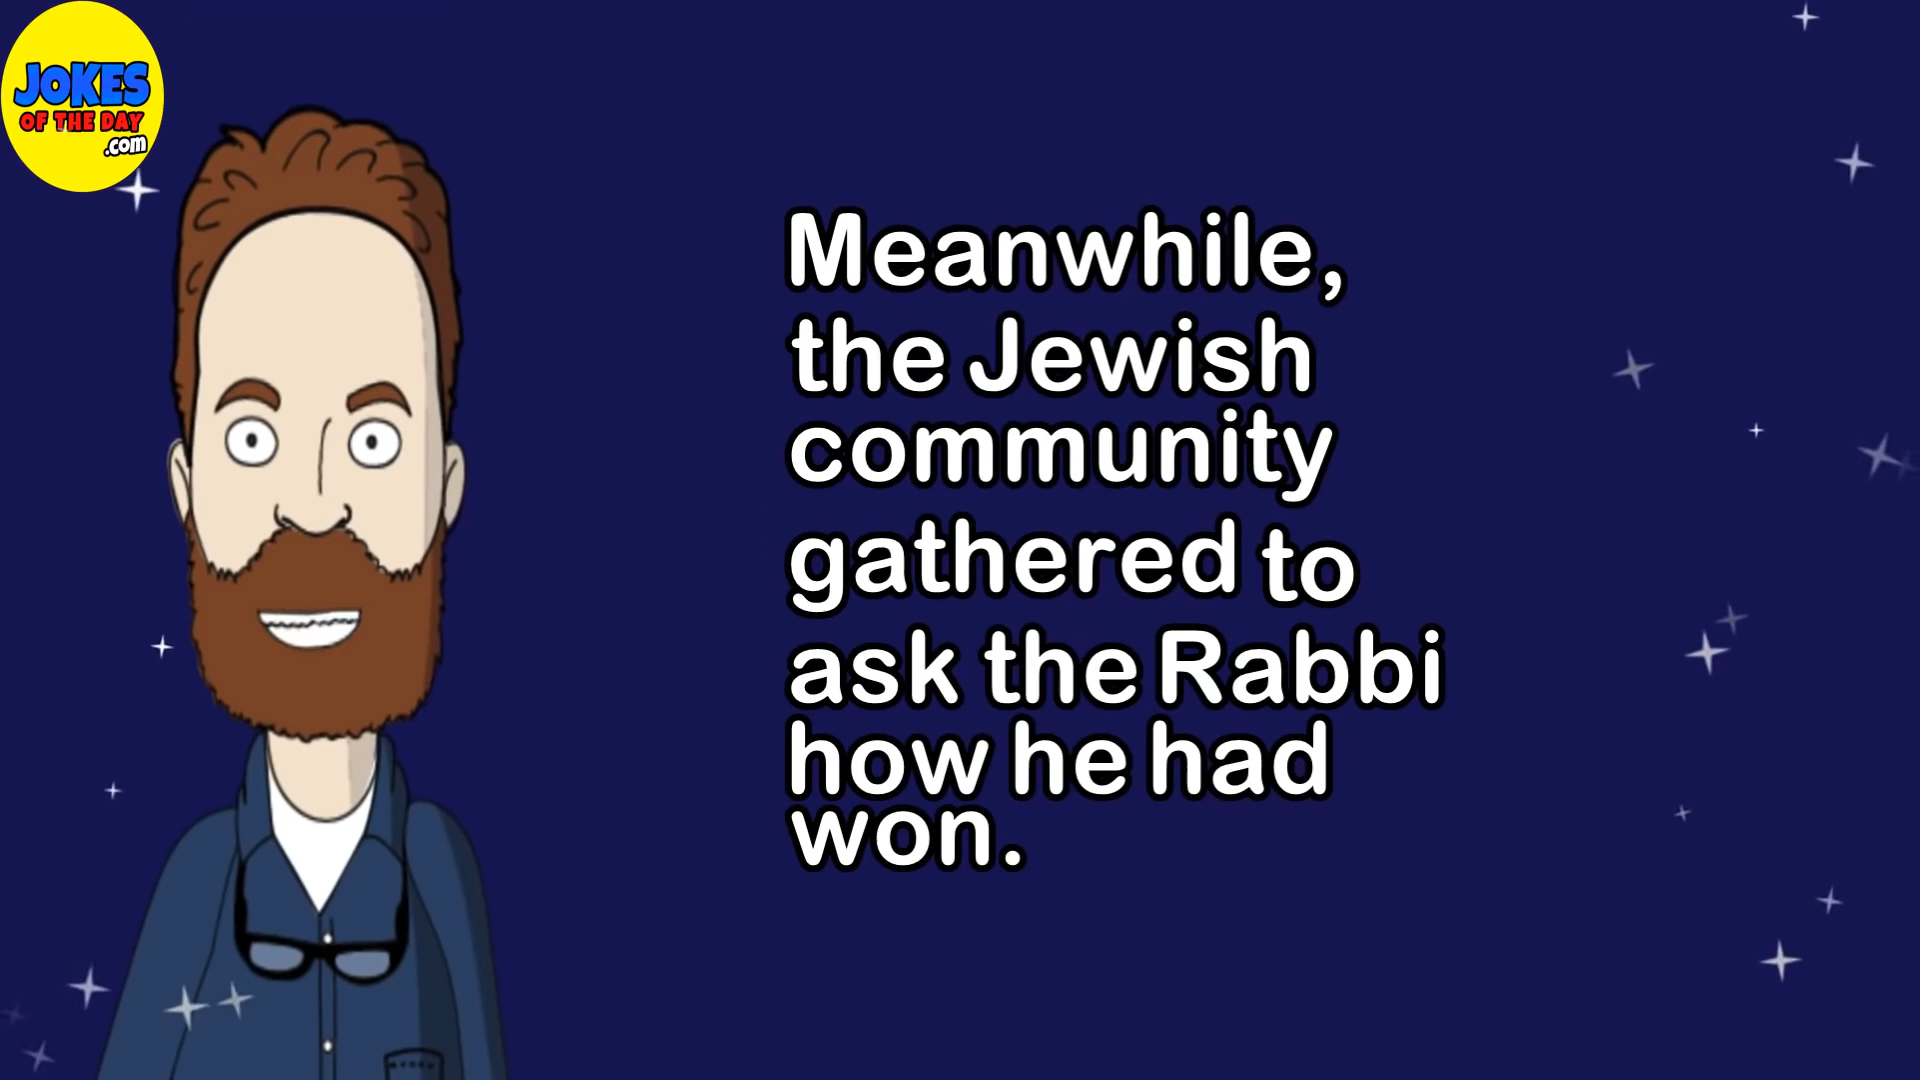 JOKES
OF THE DAY
.com
Meanwhile,
the Jewish
community
gathered to
ask the Rabbi
how he had
won.